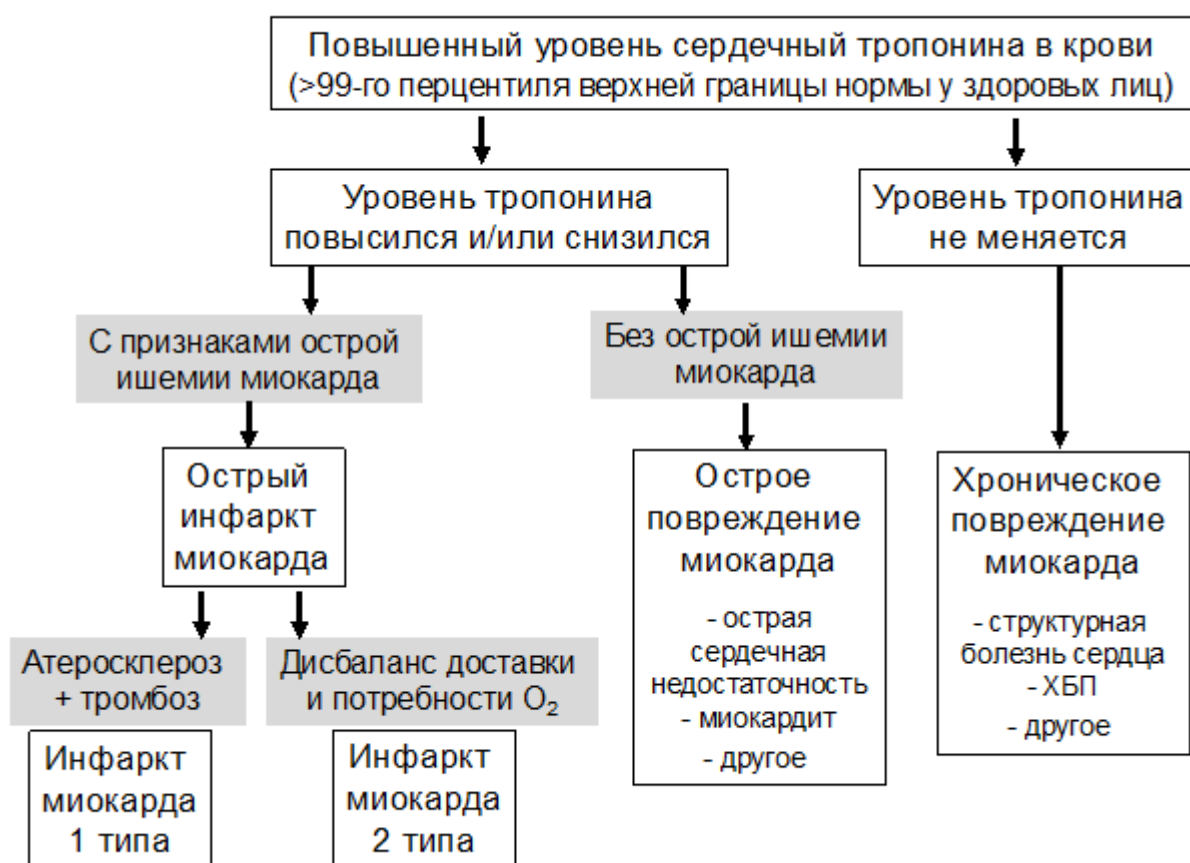 Повышенный уровень сердечный тропонина в крови
(>99-го перцентиля верхней границы нормы у здоровых лиц)
Уровень тропонина
повысился и/или снизился
Уровень тропонина
не меняется
С признаками острой
ишемии миокарда
Без острой ишемии
миокарда
Острый
инфаркт
миокарда
Острое
повреждение
миокарда
- острая
сердечная
недостаточность
- миокардит
- другое
Хроническое
повреждение
миокарда
- структурная
болезнь сердца
- ХБП
- другое
Атеросклероз
+ тромбоз
Дисбаланс доставки
и потребности O₂
Инфаркт
миокарда
1 типа
Инфаркт
миокарда
2 типа